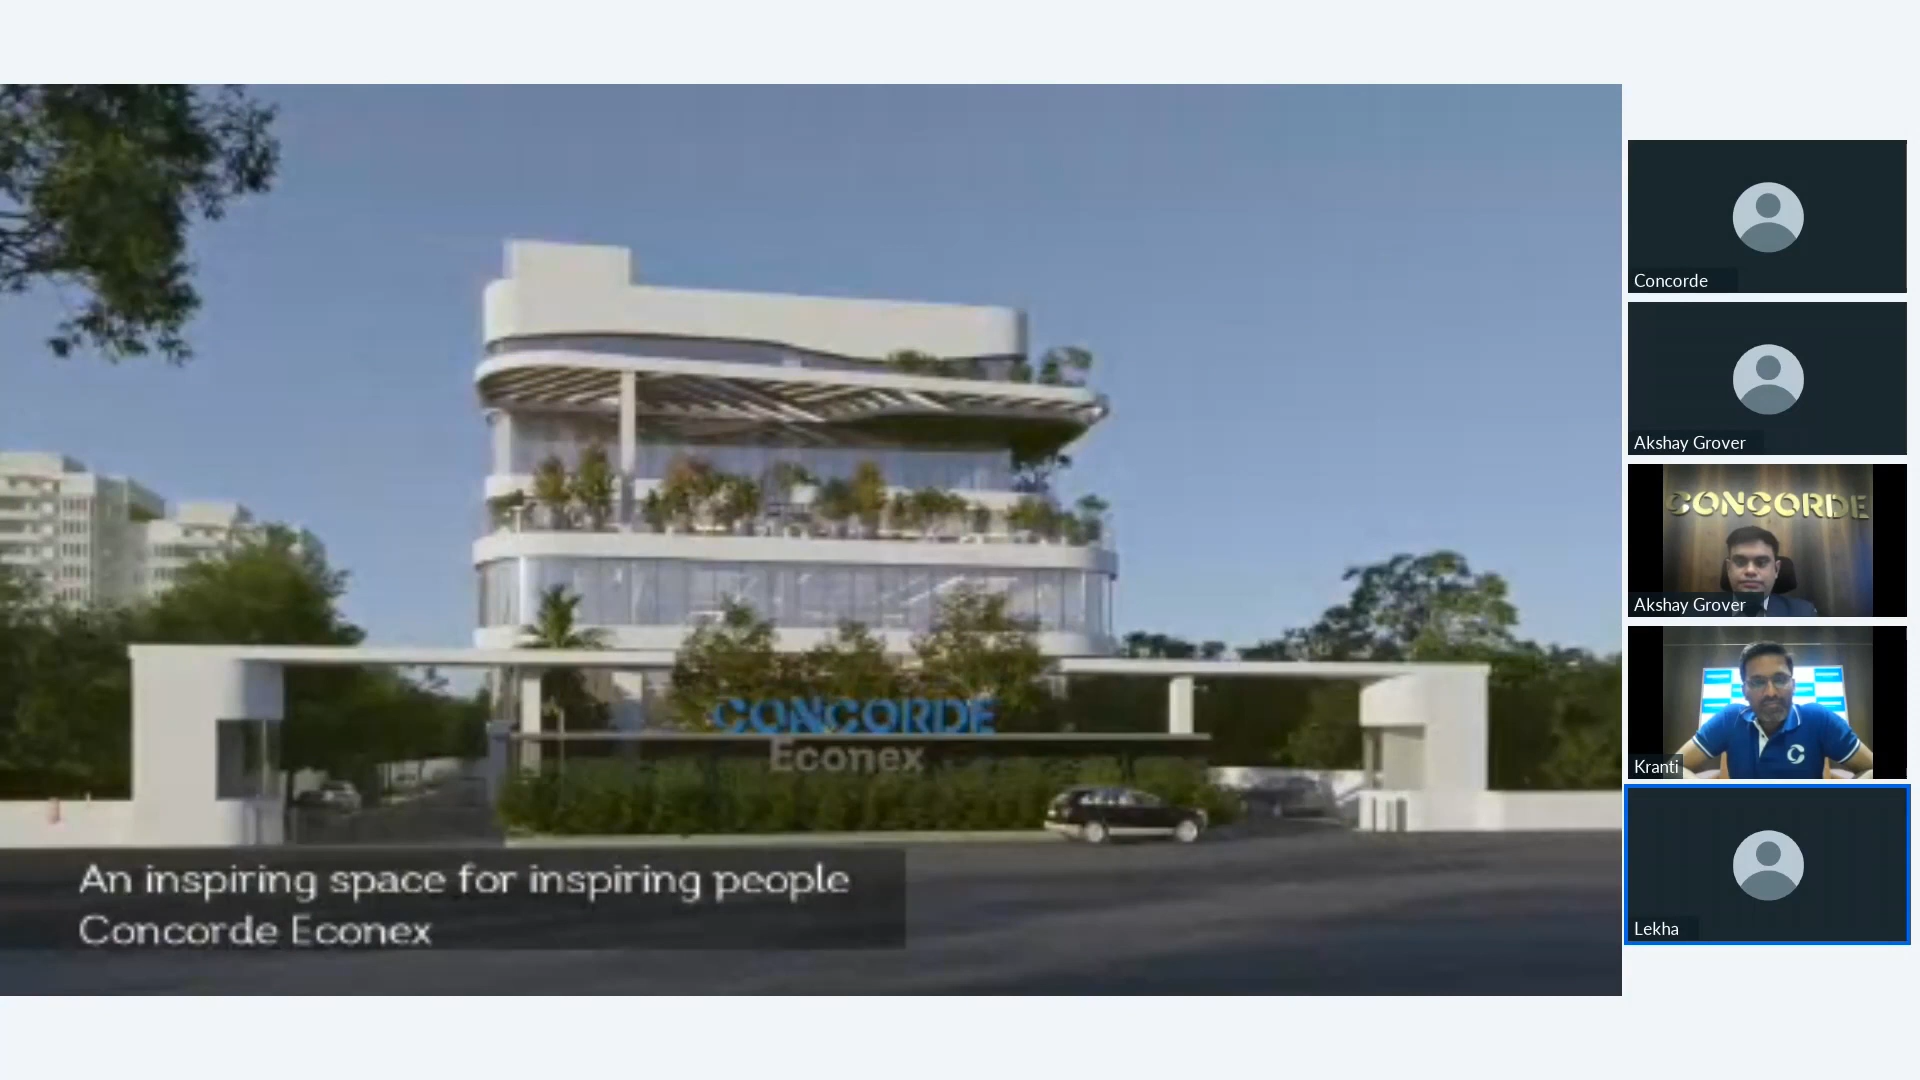 CONCORDE
Econex
An inspiring space for inspiring people
Concorde Econex
Concorde
Akshay Grover
CONCORDE
Akshay Grover
Kranti
Lekha